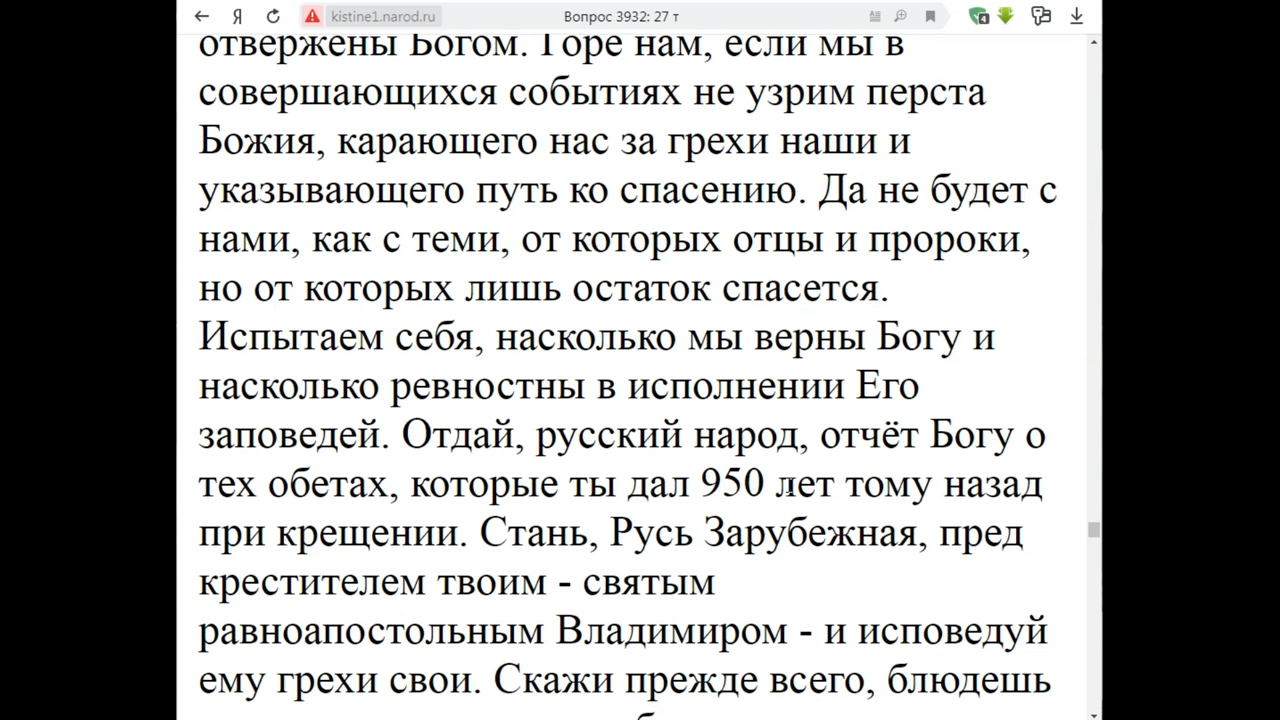 kistine1.narod.ru
Вопрос 3932: 27 т
отвержены Богом. Горе нам, если мы в
совершающихся событиях не узрим перста
Божия, карающего нас за грехи наши и
указывающего путь ко спасению. Да не будет с
нами, как с теми, от которых отцы и пророки,
но от которых лишь остаток спасется.
Испытаем себя, насколько мы верны Богу и
насколько ревностны в исполнении Его
заповедей. Отдай, русский народ, отчёт Богу о
тех обетах, которые ты дал 950 лет тому назад
при крещении. Стань, Русь Зарубежная, пред
крестителем твоим - святым
равноапостольным Владимиром - и исповедуй
ему грехи свои. Скажи прежде всего, блюдешь